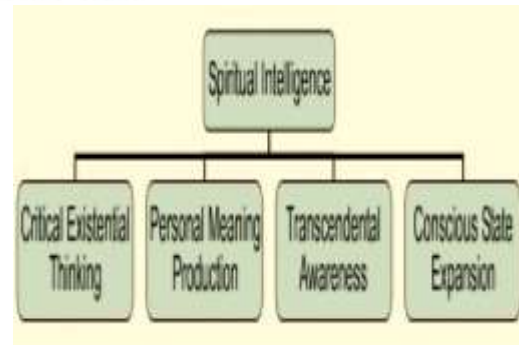 Spiritual Intelligence
Critical Existential
Thinking
Personal Meaning
Production
Transcendental
Awareness
Conscious State
Expansion